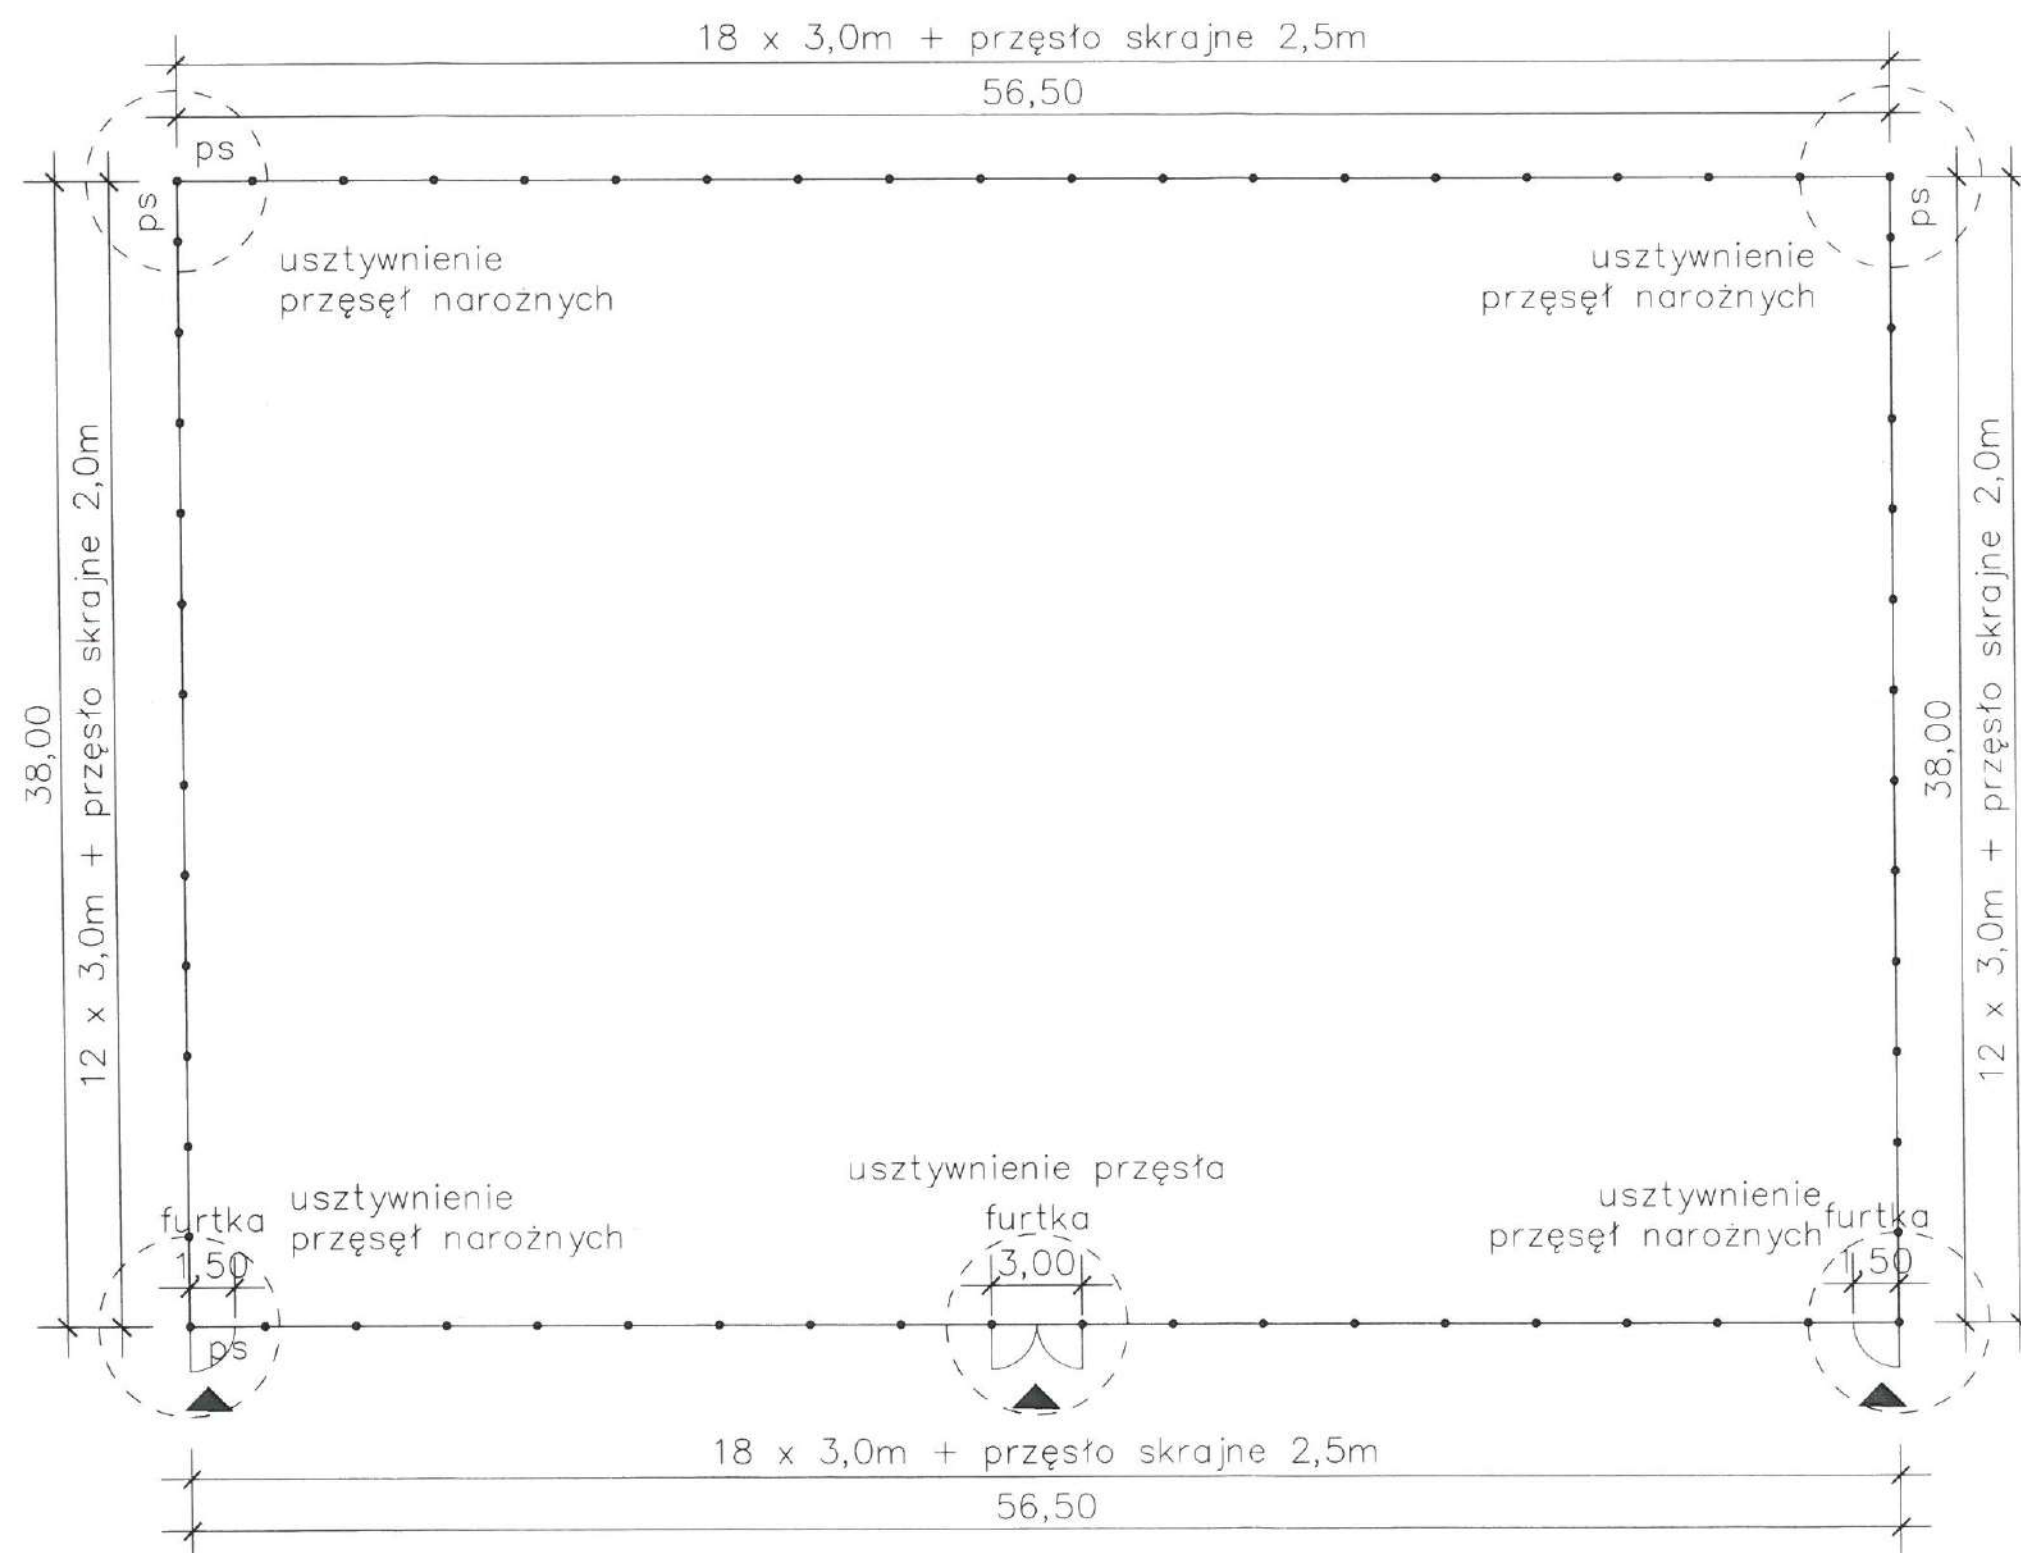 18 x 3,0m + przęsło skrajne 2,5m
56,50
ps
ps
ps
usztywnienie
przęseł narożnych
usztywnienie
przęseł narożnych
38,00
12 x 3,0m + przęsło skrajne 2,0m
38,00
12 x 3,0m + przęsło skrajne 2,0m
furtka
1,50
usztywnienie
przęseł narożnych
usztywnienie przęsła
furtka
3,00
usztywnienie
przęseł narożnych
furtka
1,50
ps
18 x 3,0m + przęsło skrajne 2,5m
56,50